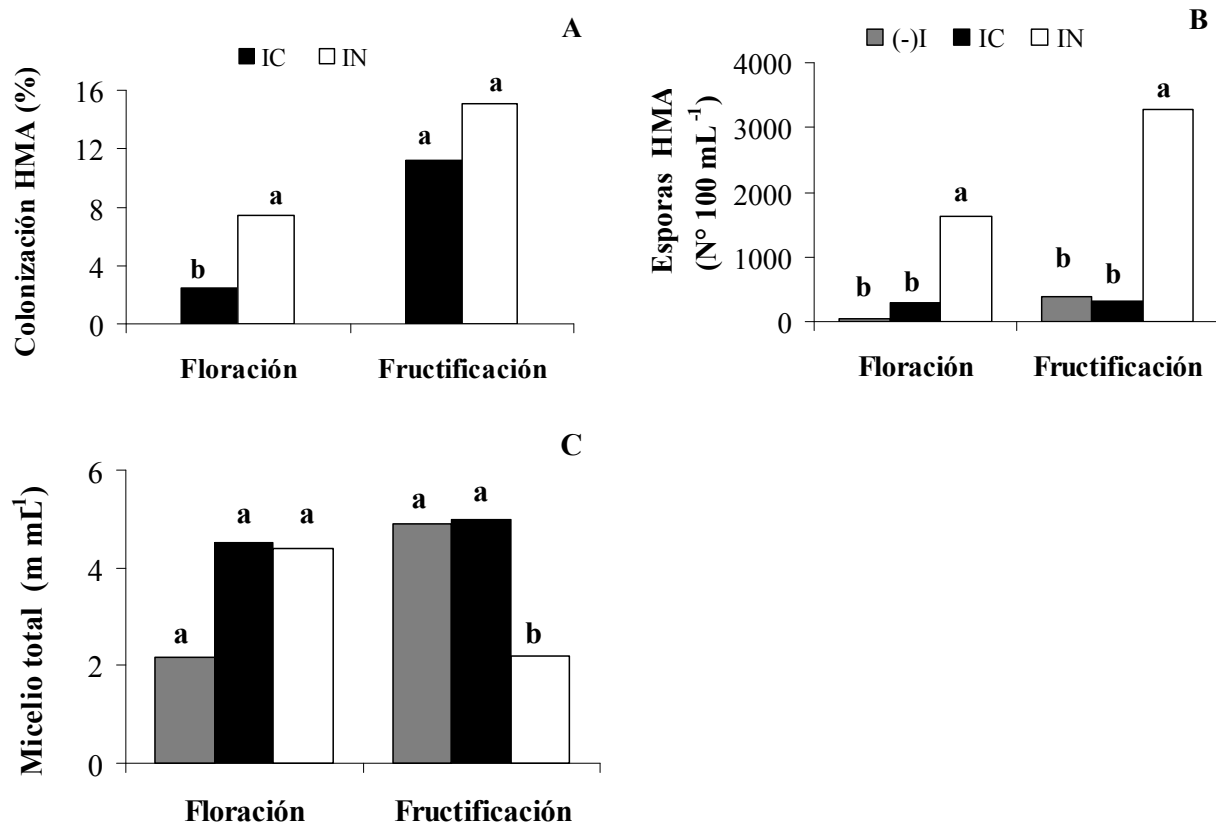 A
IC IN
Colonización HMA (%)
16
12
8
4
0
b
a
a
a
Floración Fructificación
B
(-)I IC IN
Esporas HMA
(N° 100 mL -1)
4000
3000
2000
1000
0
b
b
a
b
b
a
Floración Fructificación
C
Micelio total (m mL-1)
6
4
2
0
a
a
a
a
a
b
Floración Fructificación